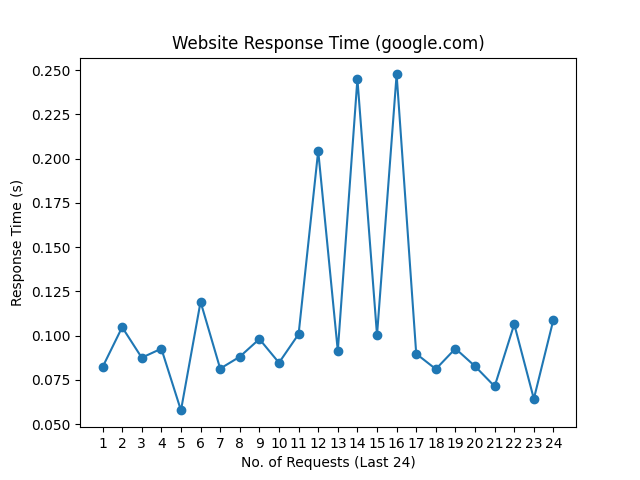 Website Response Time (google.com)
Response Time (s)
0.250
0.225
0.200
0.175
0.150
0.125
0.100
0.075
0.050
1 2 3 4 5 6 7 8 9 10 11 12 13 14 15 16 17 18 19 20 21 22 23 24
No. of Requests (Last 24)